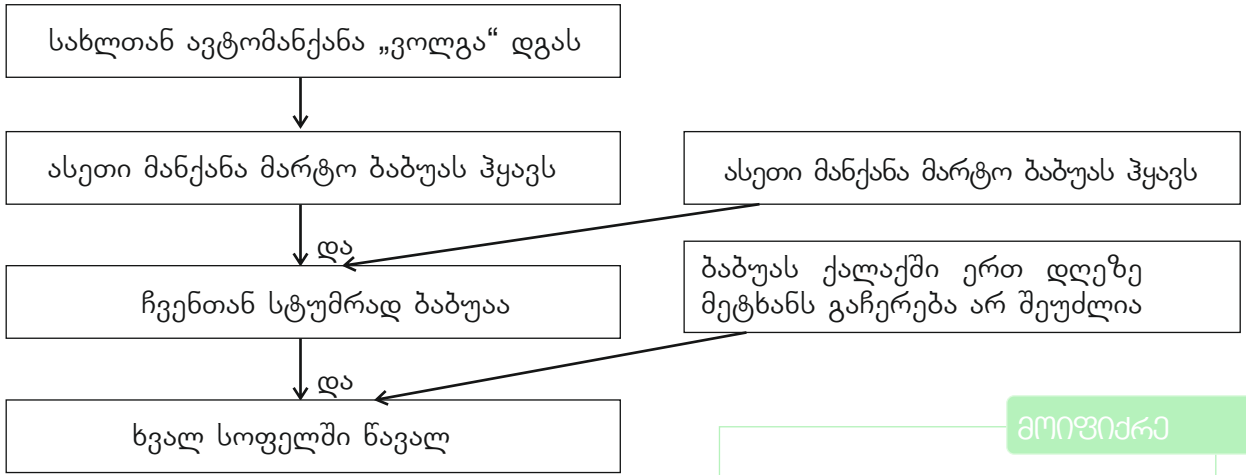 სახლთან ავტომანქანა „ვოლგა“ დგას
ასეთი მანქანა მარტო ბაბუას ჰყავს
ასეთი მანქანა მარტო ბაბუას ჰყავს
და
ჩვენთან სტუმრად ბაბუაა
ბაბუას ქალაქში ერთ დღეზე
მეტხანს გაჩერება არ შეუძლია
და
ხვალ სოფელში წავალ
მოიფიქრე